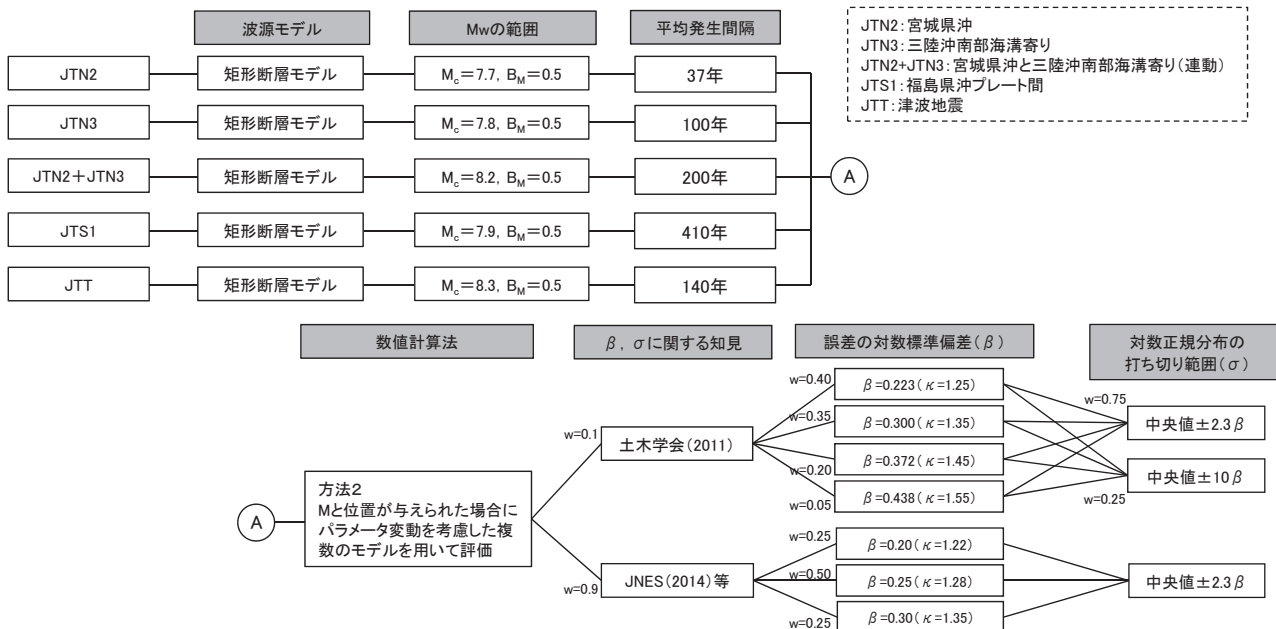 波源モデル
Mwの範囲
平均発生間隔
JTN2
矩形断層モデル
Mc=7.7, BM=0.5
37年
JTN3
矩形断層モデル
Mc=7.8, BM=0.5
100年
JTN2+JTN3
矩形断層モデル
Mc=8.2, BM=0.5
200年
JTS1
矩形断層モデル
Mc=7.9, BM=0.5
410年
JTT
矩形断層モデル
Mc=8.3, BM=0.5
140年
A
JTN2:宮城県沖
JTN3:三陸沖南部海溝寄り
JTN2+JTN3:宮城県沖と三陸沖南部海溝寄り(連動)
JTS1:福島県沖プレート間
JTT:津波地震
数値計算法
β, σに関する知見
誤差の対数標準偏差(β)
対数正規分布の
打ち切り範囲(σ)
A
方法2
Mと位置が与えられた場合に
パラメータ変動を考慮した複
数のモデルを用いて評価
w=0.1
土木学会(2011)
w=0.40
β=0.223(κ=1.25)
w=0.35
β=0.300(κ=1.35)
w=0.20
β=0.372(κ=1.45)
w=0.05
β=0.438(κ=1.55)
w=0.75
中央値±2.3β
中央値±10β
w=0.25
w=0.9
JNES(2014)等
w=0.25
β=0.20(κ=1.22)
w=0.50
β=0.25(κ=1.28)
w=0.25
β=0.30(κ=1.35)
中央値±2.3β